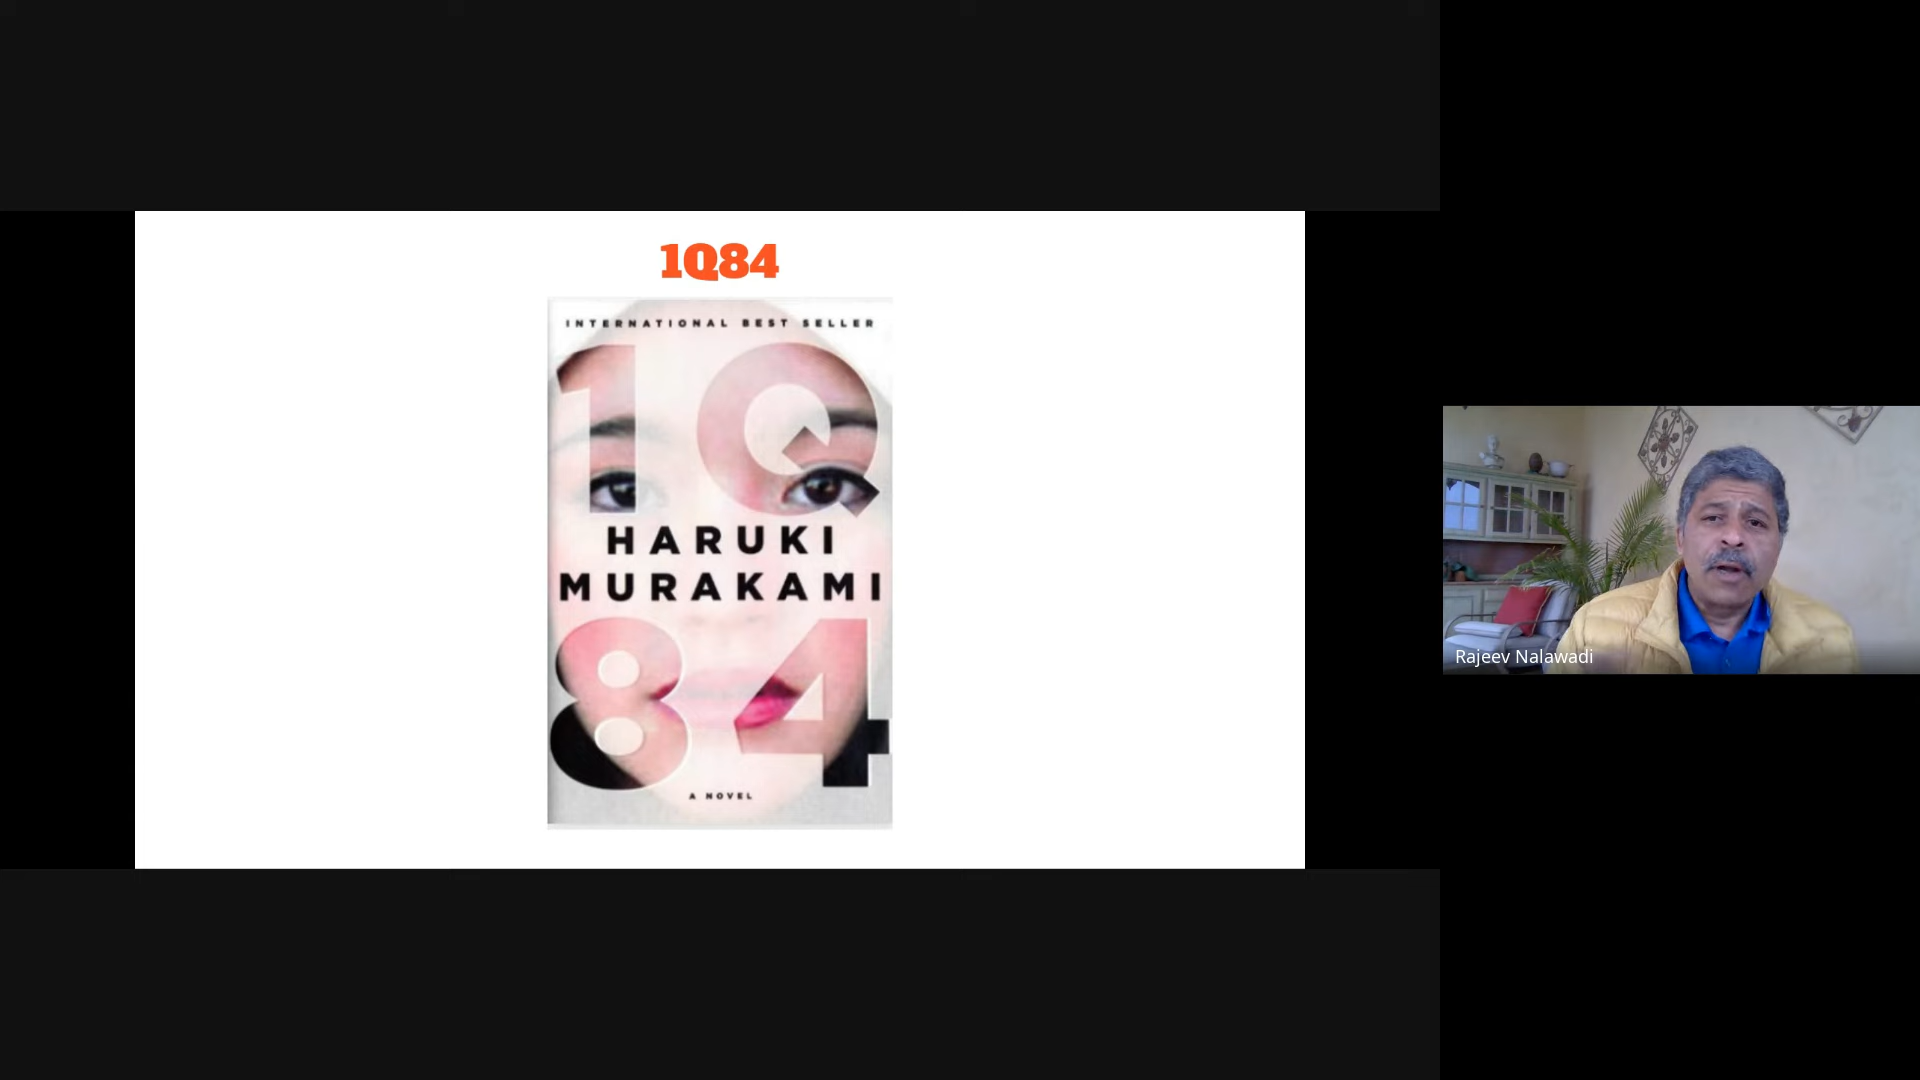 1Q84
INTERNATIONAL BEST SELLER
1Q
HARUKI
MURAKAMI
84
A NOVEL
Rajeev Nalawadi